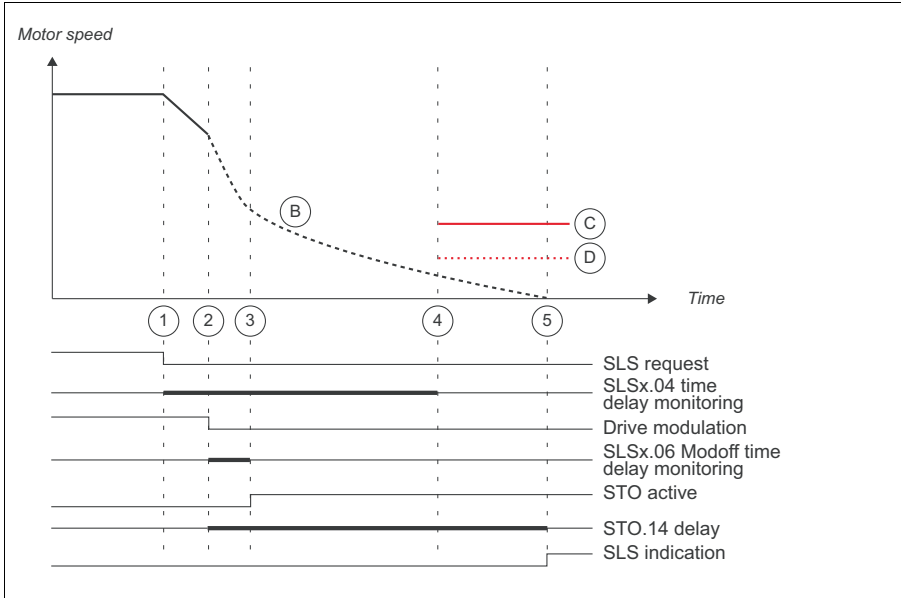 Motor speed
B
C
D
Time
1 2 3 4 5
SLS request
SLSx.04 time
delay monitoring
Drive modulation
SLSx.06 Modoff time
delay monitoring
STO active
STO.14 delay
SLS indication